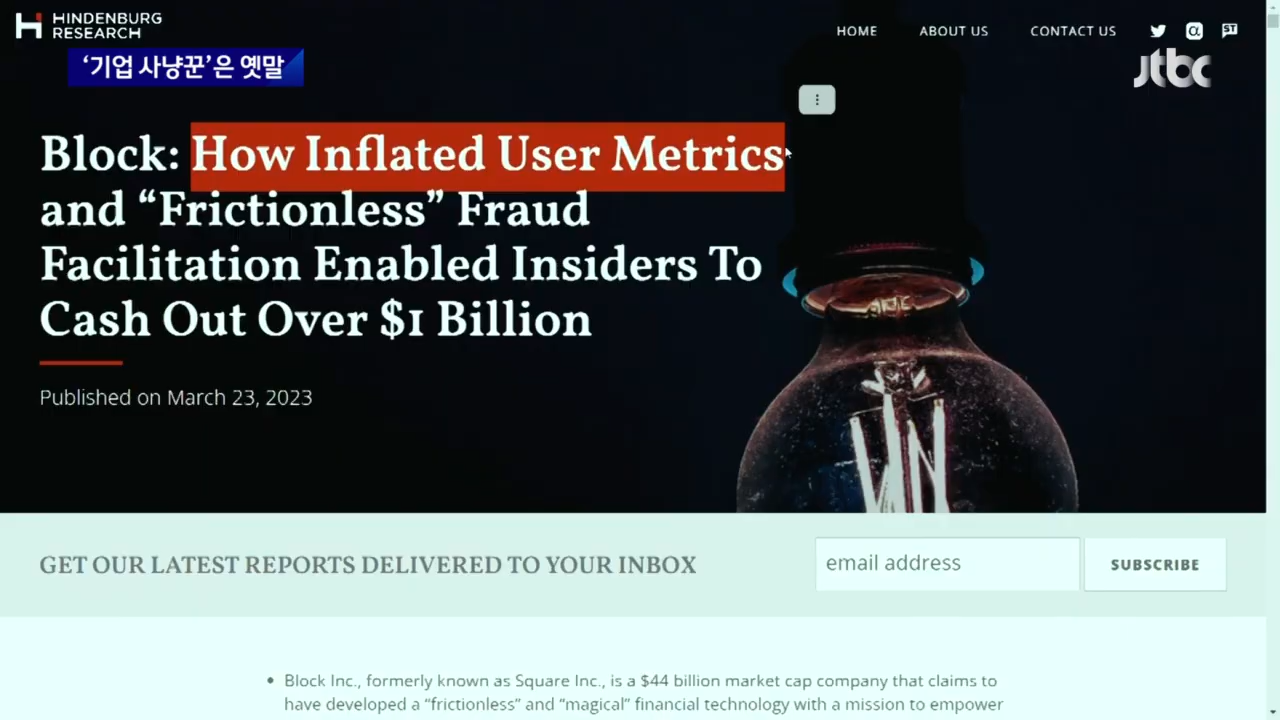 HINDENBURG
RESEARCH
HOME
ABOUT US
CONTACT US
ST
jtbc
‘기업 사냥꾼’은 옛말
Block: How Inflated User Metrics
and “Frictionless” Fraud
Facilitation Enabled Insiders To
Cash Out Over $1 Billion
Published on March 23, 2023
GET OUR LATEST REPORTS DELIVERED TO YOUR INBOX
email address
SUBSCRIBE
• Block Inc., formerly known as Square Inc., is a $44 billion market cap company that claims to
have developed a “frictionless” and “magical” financial technology with a mission to empower